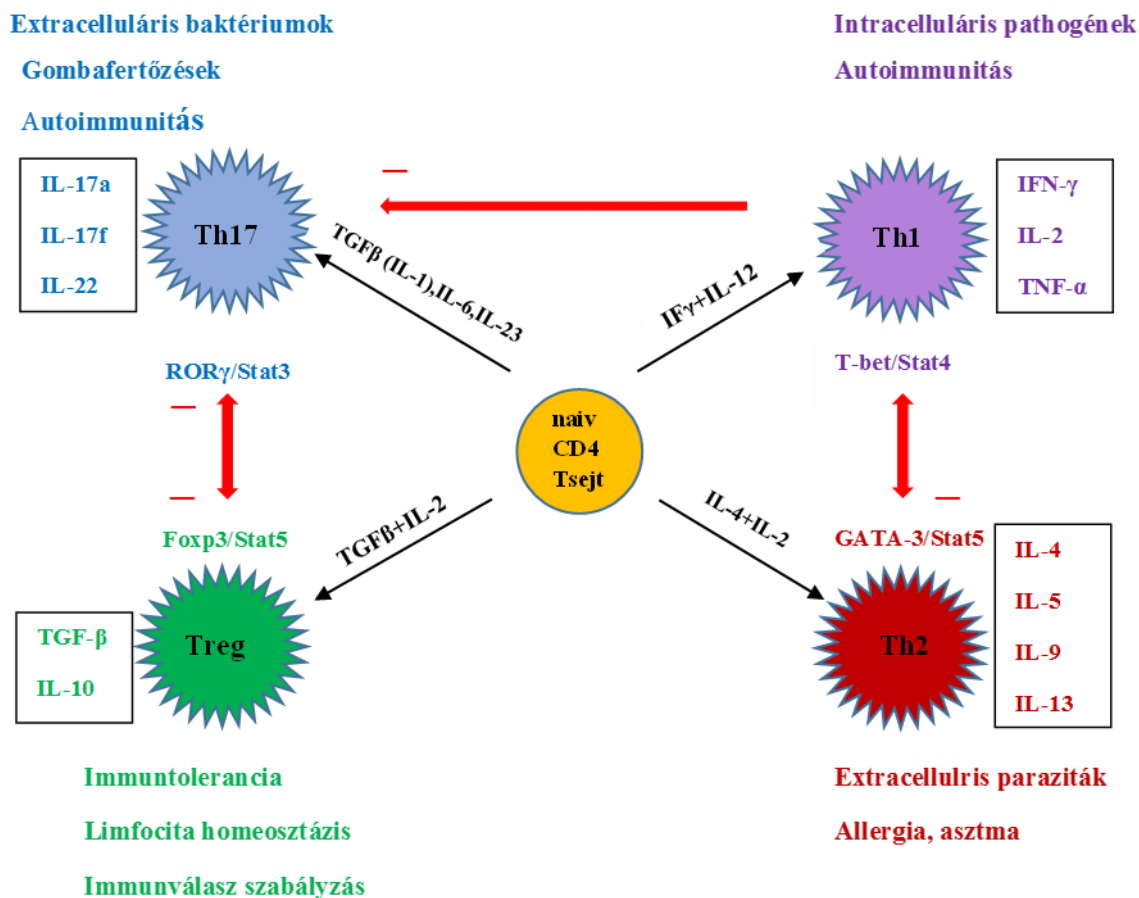 Extracelluláris baktériumok
Gombafertőzések
Autoimmunitás
Intracelluláris pathogének
Autoimmunitás
IL-17a
IL-17f
IL-22
Th17
–
Th1
IFN-γ
IL-2
TNF-α
TGFβ (IL-1),IL-6,IL-23
IFγ+IL-12
RORγ/Stat3
T-bet/Stat4
–
–
naiv
CD4
Tsejt
–
TGFβ+IL-2
IL-4+IL-2
Foxp3/Stat5
GATA-3/Stat5
TGF-β
IL-10
Treg
Th2
IL-4
IL-5
IL-9
IL-13
Immuntolerancia
Limfocita homeosztázis
Immunválasz szabályzás
Extracellulris paraziták
Allergia, asztma